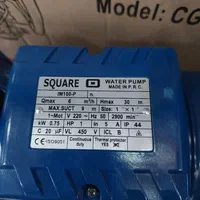 Model: CG
SQUARE WATER PUMP
MADE IN P. R. C.
IM100-P
Qmax 6 m³/h Hmax 30 m
MAX.SUCT 9 m Size 1 × 1
1~Mot V 220~ Hz 50 2900 min⁻¹
kW 0.75 HP 1 In 5 A IP 44
C 20 µF VL 450 V ICL B
ISO9001 Continuous duty Thermal protector YES